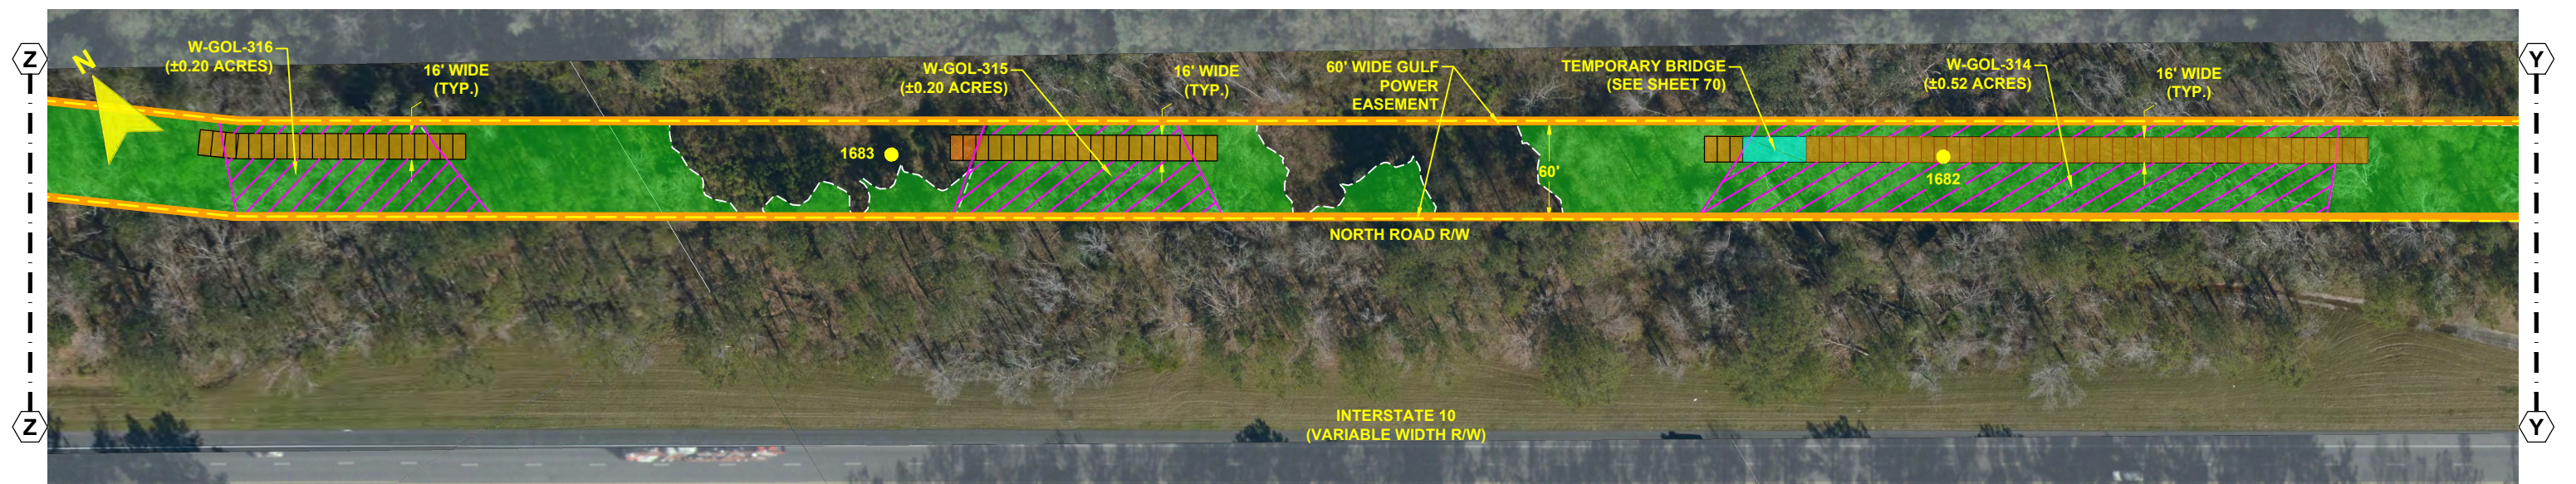 Z
Y
N
W-GOL-316
(±0.20 ACRES)
16' WIDE
(TYP.)
W-GOL-315
(±0.20 ACRES)
16' WIDE
(TYP.)
60' WIDE GULF
POWER
EASEMENT
TEMPORARY BRIDGE
(SEE SHEET 70)
W-GOL-314
(±0.52 ACRES)
16' WIDE
(TYP.)
1683
60'
1682
NORTH ROAD R/W
INTERSTATE 10
(VARIABLE WIDTH R/W)
Z
Y